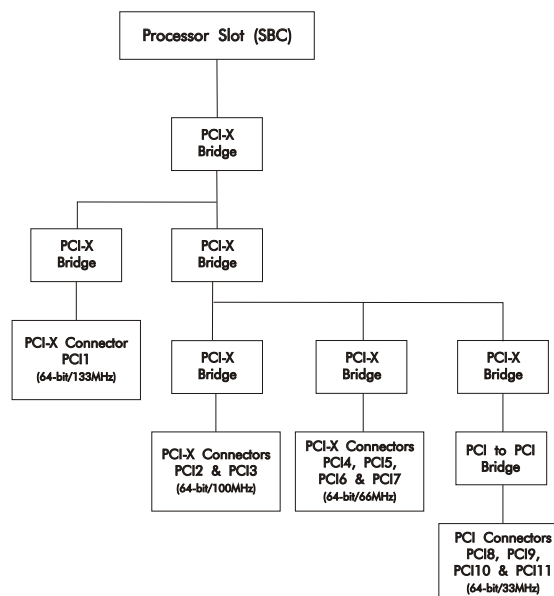 Processor Slot (SBC)
PCI-X
Bridge
PCI-X
Bridge
PCI-X
Bridge
PCI-X Connector
PCI1
(64-bit/133MHz)
PCI-X
Bridge
PCI-X
Bridge
PCI-X
Bridge
PCI-X Connectors
PCI2 & PCI3
(64-bit/100MHz)
PCI-X Connectors
PCI4, PCI5,
PCI6 & PCI7
(64-bit/66MHz)
PCI to PCI
Bridge
PCI Connectors
PCI8, PCI9,
PCI10 & PCI11
(64-bit/33MHz)